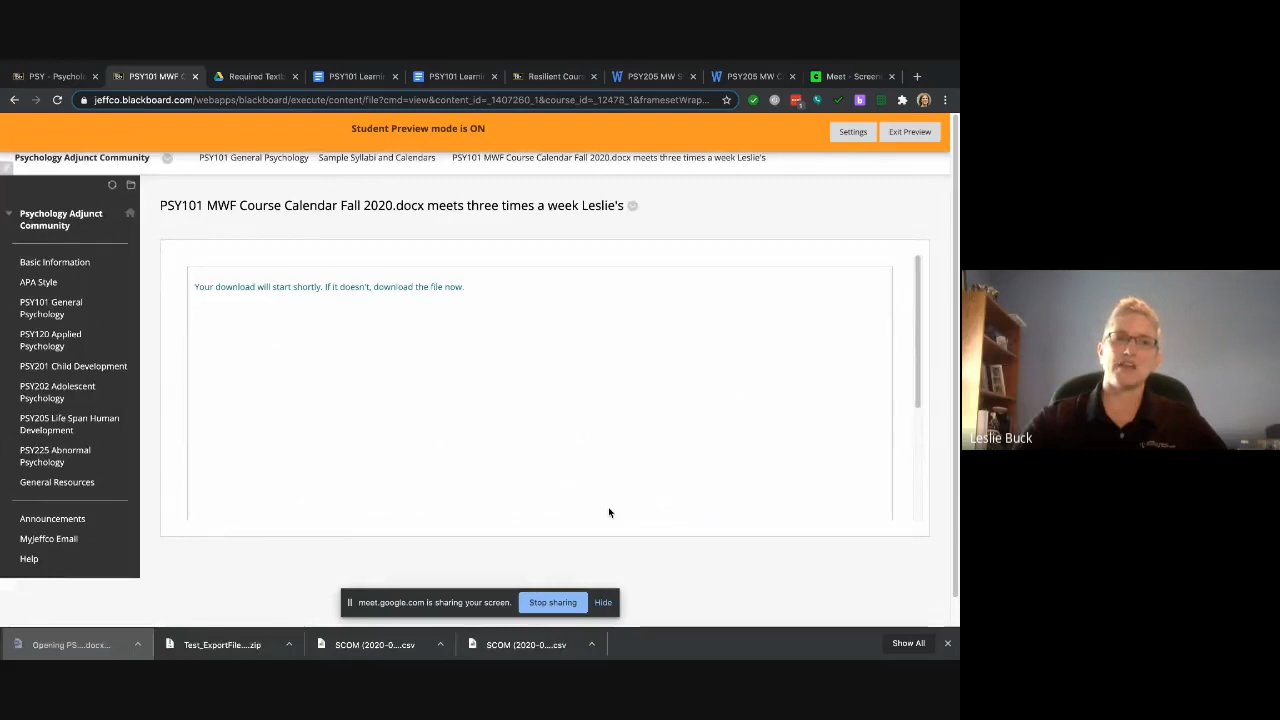 PSY - Psychol
PSY101 MWF C
Required Textb
PSY101 Learni
PSY101 Learni
Resilient Cours
PSY205 MW S
PSY205 MW C
Meet - Screen
jeffco.blackboard.com/webapps/blackboard/execute/content/file?cmd=view&content_id=_1407260_1&course_id=_12478_1&framesetWrap...
Student Preview mode is ON
Settings
Exit Preview
Psychology Adjunct Community
PSY101 General Psychology
Sample Syllabi and Calendars
PSY101 MWF Course Calendar Fall 2020.docx meets three times a week Leslie's
Psychology Adjunct
Community
Basic Information
APA Style
PSY101 General
Psychology
PSY120 Applied
Psychology
PSY201 Child Development
PSY202 Adolescent
Psychology
PSY205 Life Span Human
Development
PSY225 Abnormal
Psychology
General Resources
Announcements
MyJeffco Email
Help
PSY101 MWF Course Calendar Fall 2020.docx meets three times a week Leslie's
Your download will start shortly. If it doesn't, download the file now.
Leslie Buck
meet.google.com is sharing your screen.
Stop sharing
Hide
Opening PS....docx...
Test_ExportFile....zip
SCOM (2020-0....csv
SCOM (2020-0....csv
Show All